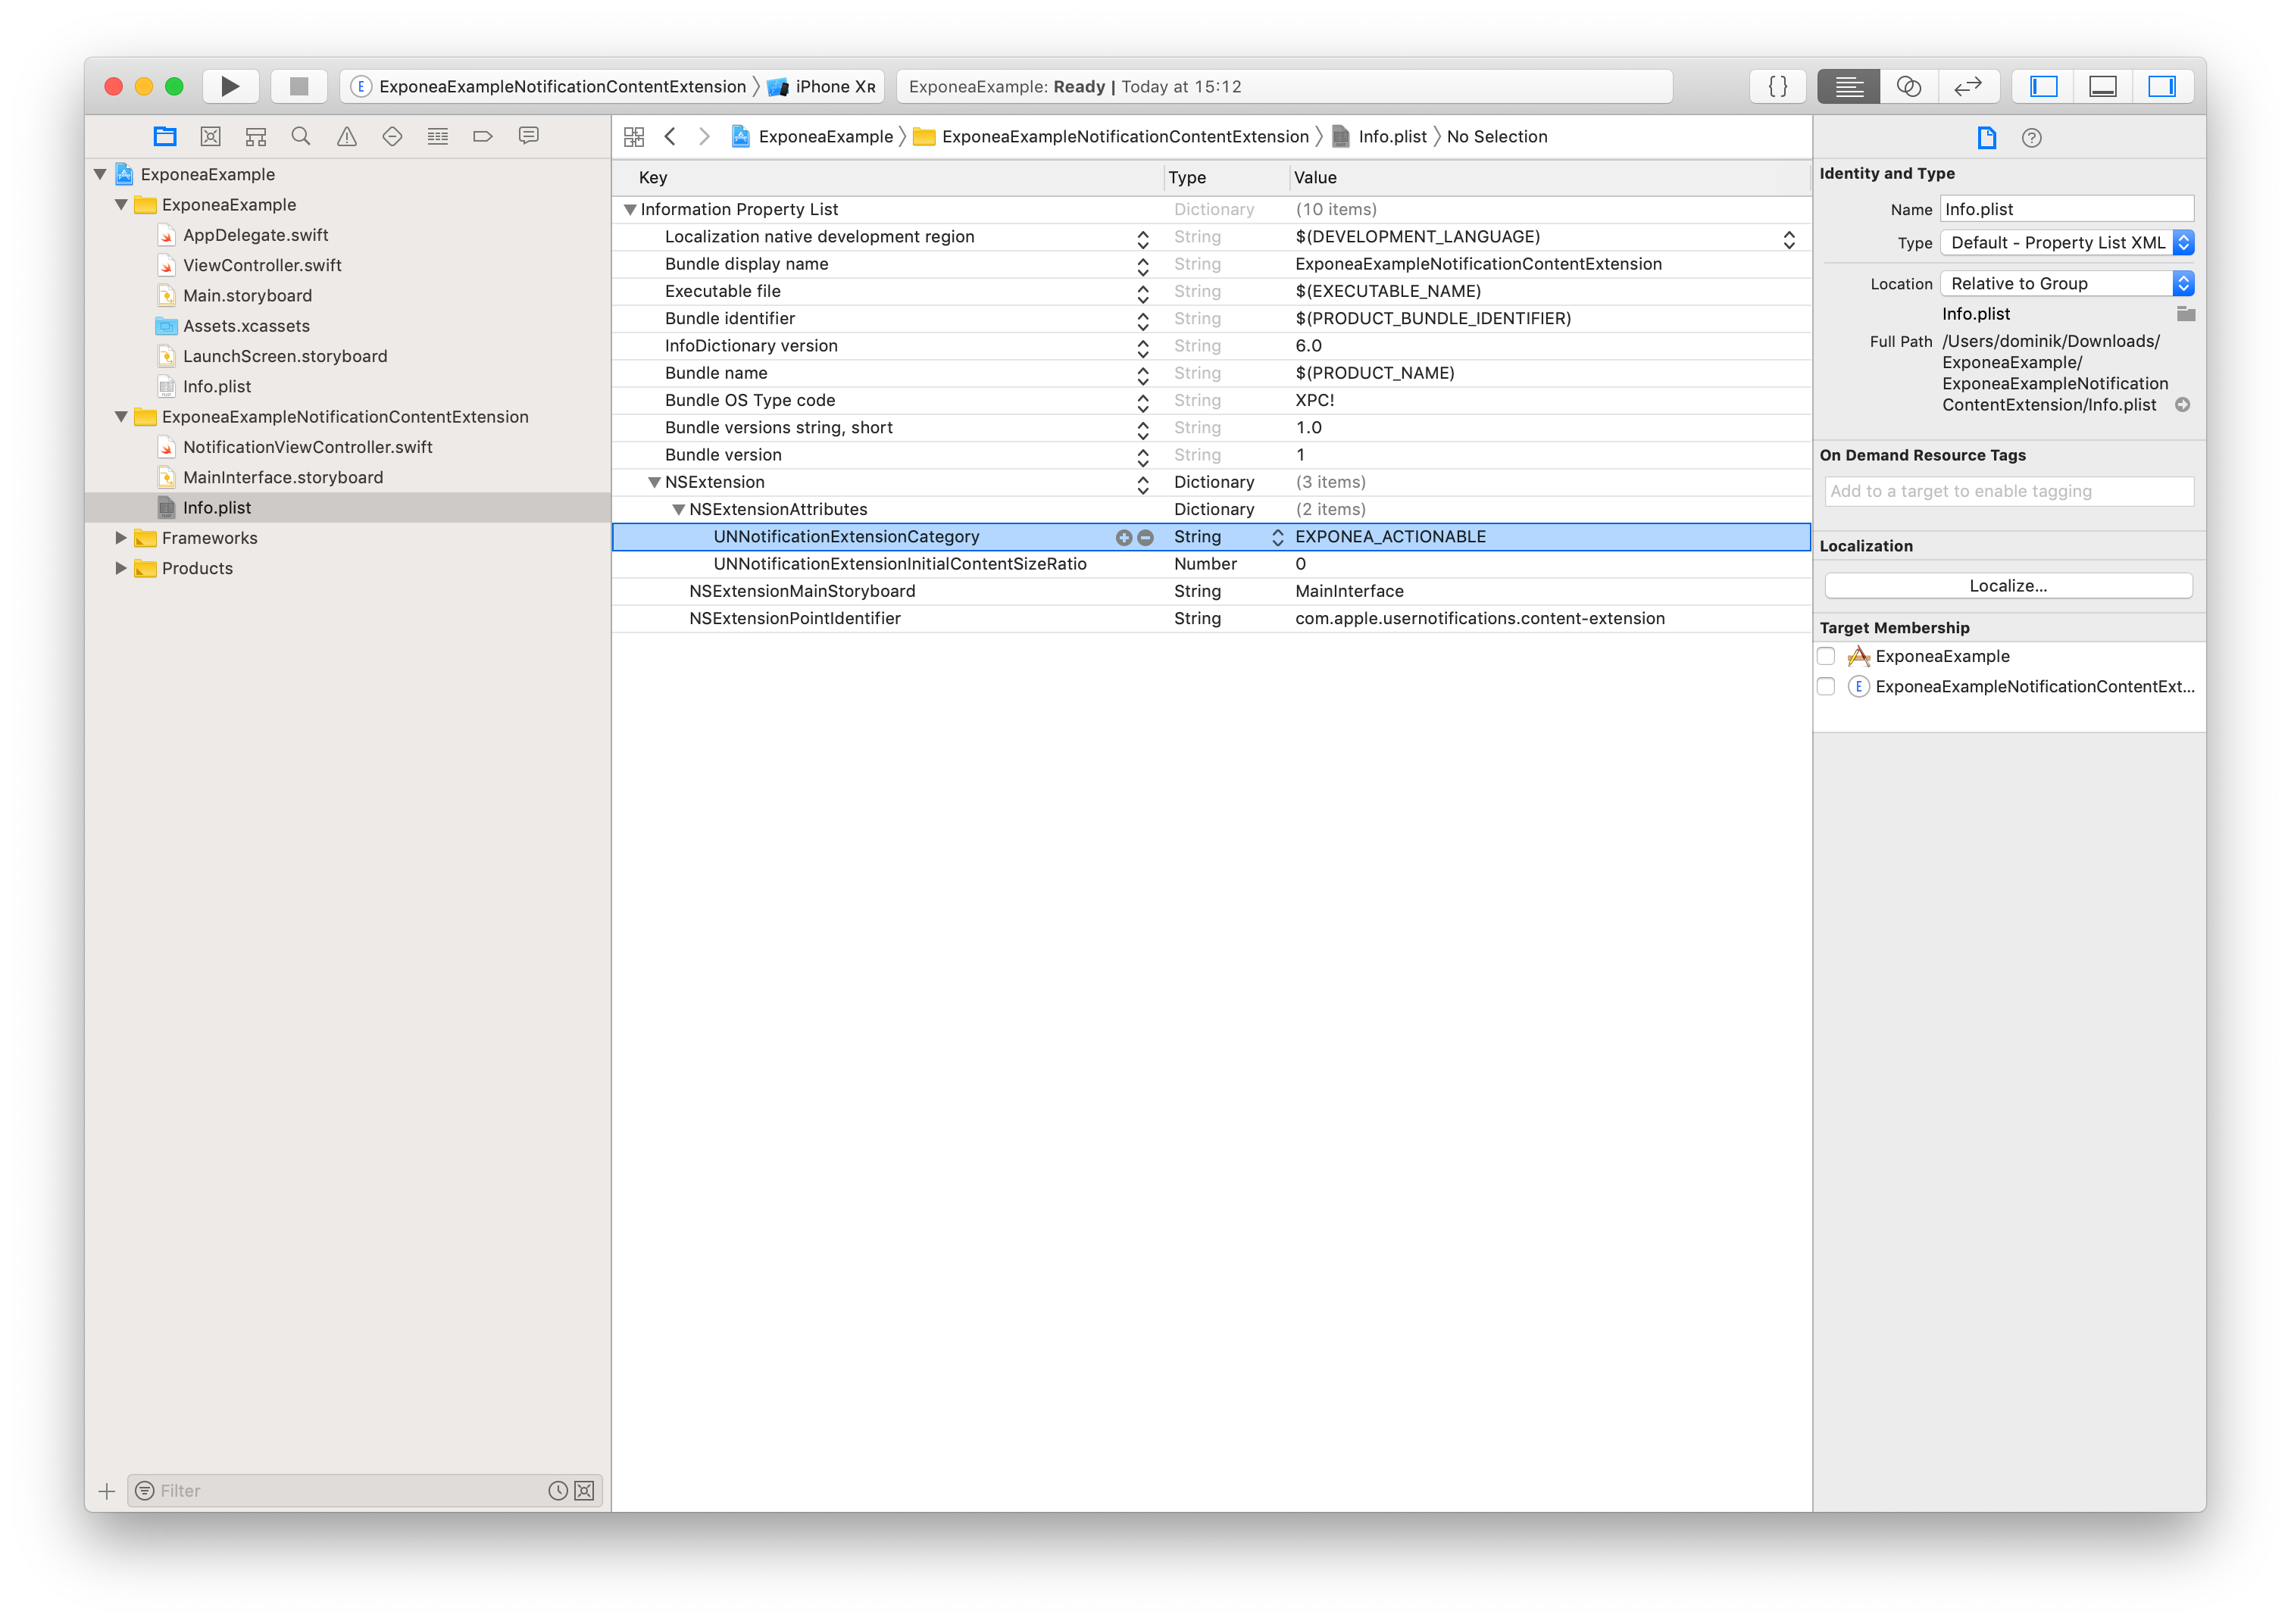 ExponeaExampleNotificationContentExtension
iPhone Xʀ
ExponeaExample: Ready | Today at 15:12
ExponeaExample
ExponeaExample
AppDelegate.swift
ViewController.swift
Main.storyboard
Assets.xcassets
LaunchScreen.storyboard
Info.plist
ExponeaExampleNotificationContentExtension
NotificationViewController.swift
MainInterface.storyboard
Info.plist
Frameworks
Products
Filter
ExponeaExample
ExponeaExampleNotificationContentExtension
Info.plist
No Selection
Key Type Value
Information Property List Dictionary (10 items)
Localization native development region String $(DEVELOPMENT_LANGUAGE)
Bundle display name String ExponeaExampleNotificationContentExtension
Executable file String $(EXECUTABLE_NAME)
Bundle identifier String $(PRODUCT_BUNDLE_IDENTIFIER)
InfoDictionary version String 6.0
Bundle name String $(PRODUCT_NAME)
Bundle OS Type code String XPC!
Bundle versions string, short String 1.0
Bundle version String 1
NSExtension Dictionary (3 items)
NSExtensionAttributes Dictionary (2 items)
UNNotificationExtensionCategory String EXPONEA_ACTIONABLE
UNNotificationExtensionInitialContentSizeRatio Number 0
NSExtensionMainStoryboard String MainInterface
NSExtensionPointIdentifier String com.apple.usernotifications.content-extension
Identity and Type
Name Info.plist
Type Default - Property List XML
Location Relative to Group
Info.plist
Full Path /Users/dominik/Downloads/
ExponeaExample/
ExponeaExampleNotification
ContentExtension/Info.plist
On Demand Resource Tags
Add to a target to enable tagging
Localization
Localize...
Target Membership
ExponeaExample
E ExponeaExampleNotificationContentExt...